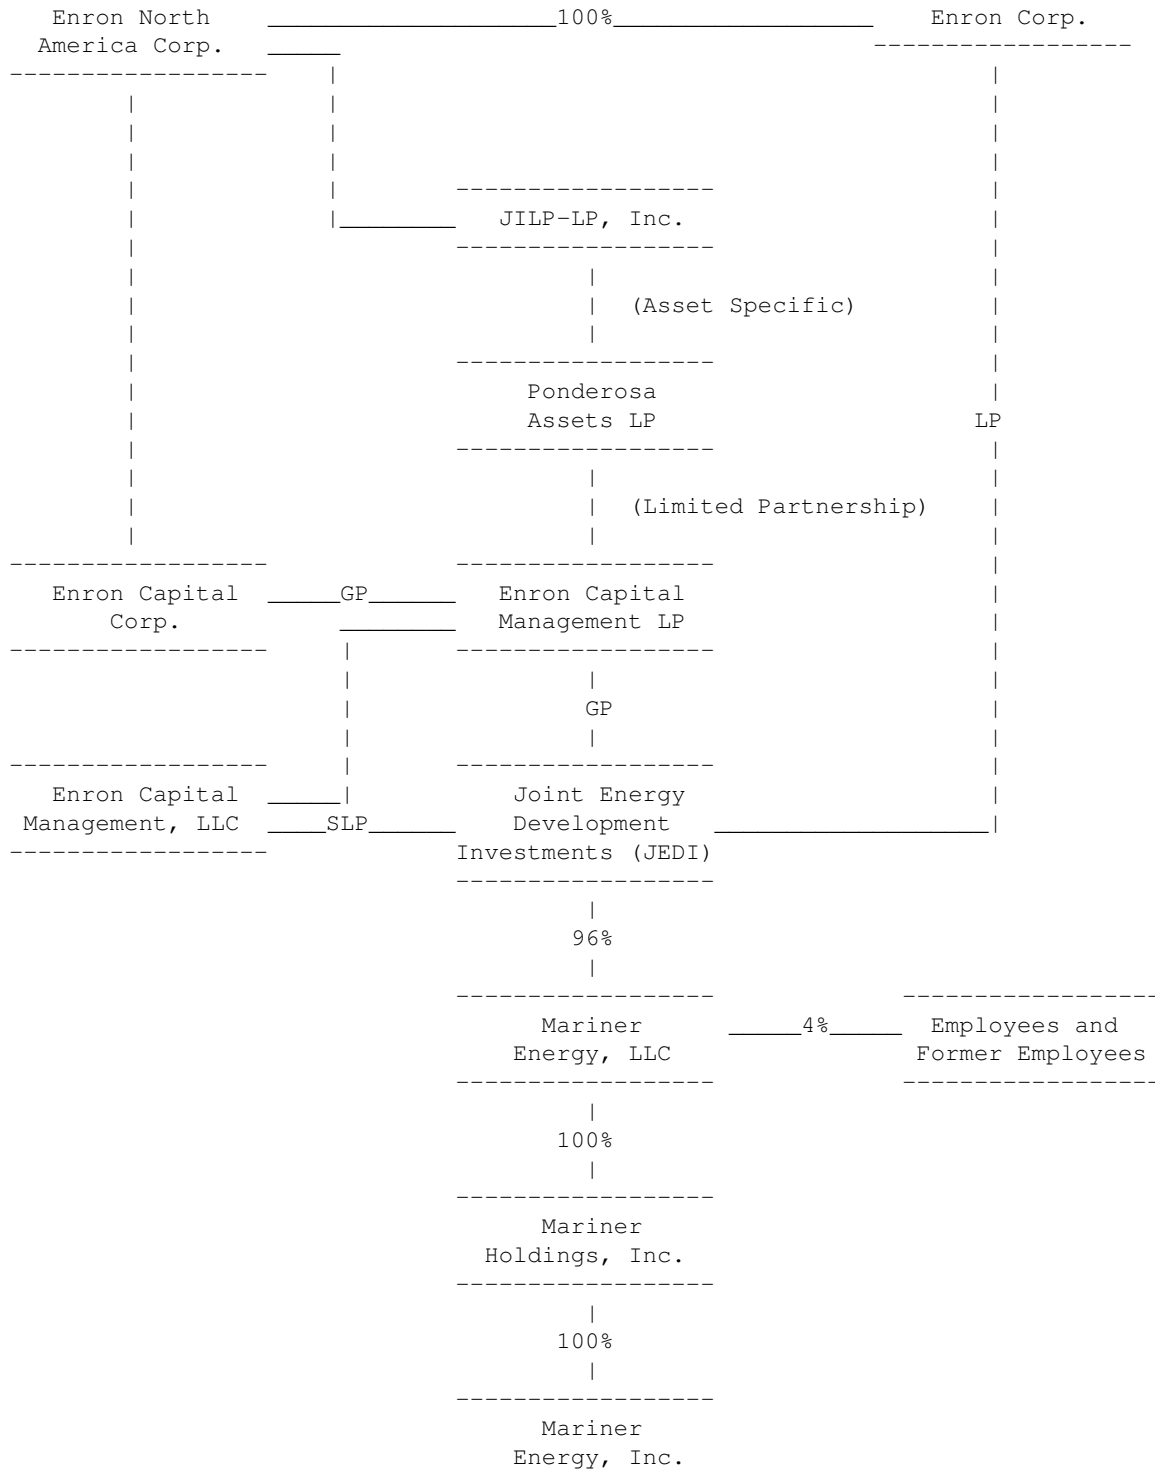 Enron North 100% Enron Corp.
America Corp.
JILP-LP, Inc.
(Asset Specific)
Ponderosa
Assets LP LP
(Limited Partnership)
Enron Capital GP Enron Capital
Corp. Management LP
GP
Enron Capital Joint Energy
Management, LLC SLP Development
Investments (JEDI)
96%
Mariner 4% Employees and
Energy, LLC Former Employees
100%
Mariner
Holdings, Inc.
100%
Mariner
Energy, Inc.